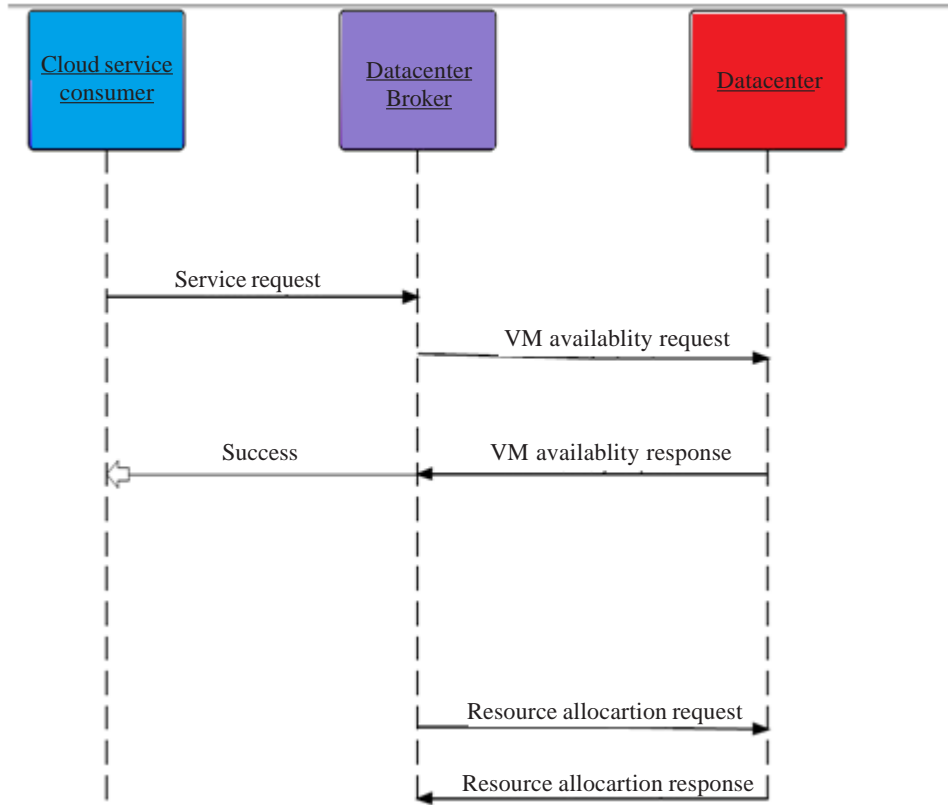 Cloud service
consumer
Datacenter
Broker
Datacenter
Service request
VM availablity request
Success
VM availablity response
Resource allocartion request
Resource allocartion response